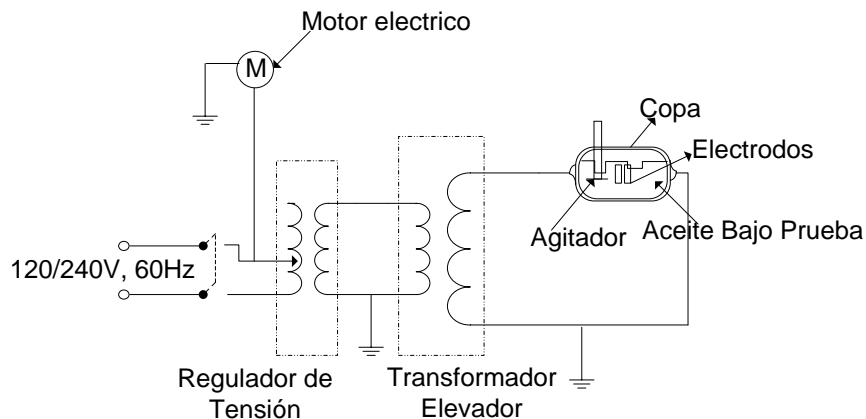 Motor electrico
M
Copa
Electrodos
Agitador
Aceite Bajo Prueba
120/240V, 60Hz
Regulador de
Tensión
Transformador
Elevador